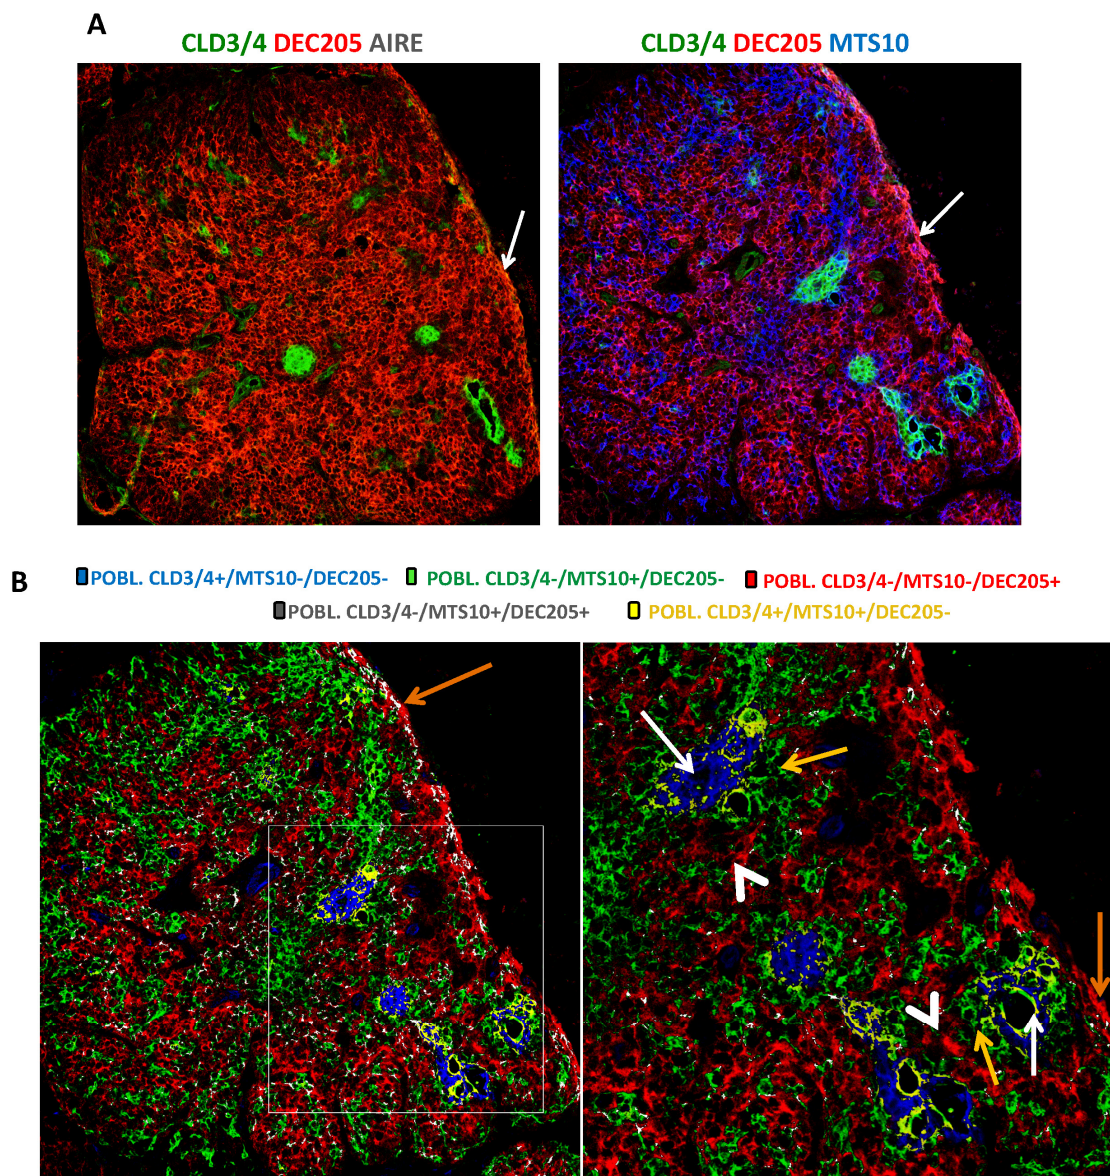 A
CLD3/4 DEC205 AIRE
CLD3/4 DEC205 MTS10
B
POBL. CLD3/4+/MTS10-/DEC205-
POBL. CLD3/4-/MTS10+/DEC205-
POBL. CLD3/4-/MTS10-/DEC205+
POBL. CLD3/4-/MTS10+/DEC205+
POBL. CLD3/4+/MTS10+/DEC205-